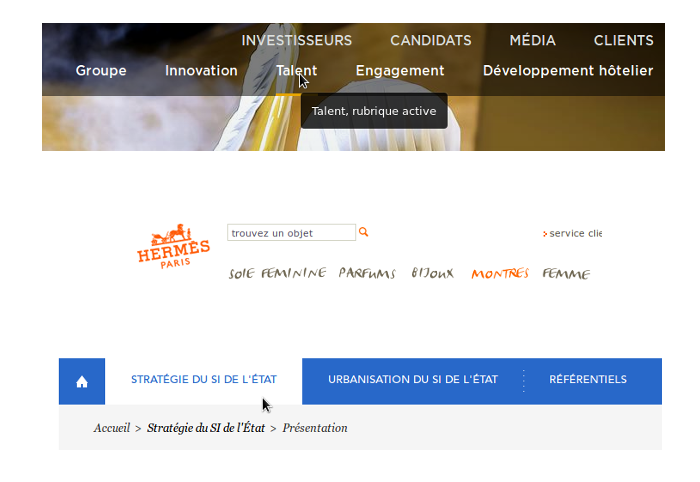 INVESTISSEURS CANDIDATS MÉDIA CLIENTS
Groupe Innovation Talent Engagement Développement hôtelier
Talent, rubrique active
trouvez un objet
service clie
HERMÈS
PARIS
SOIE FEMININE PARFUMS BIJOUX MONTRES FEMME
STRATÉGIE DU SI DE L'ÉTAT URBANISATION DU SI DE L'ÉTAT RÉFÉRENTIELS
Accueil > Stratégie du SI de l'État > Présentation